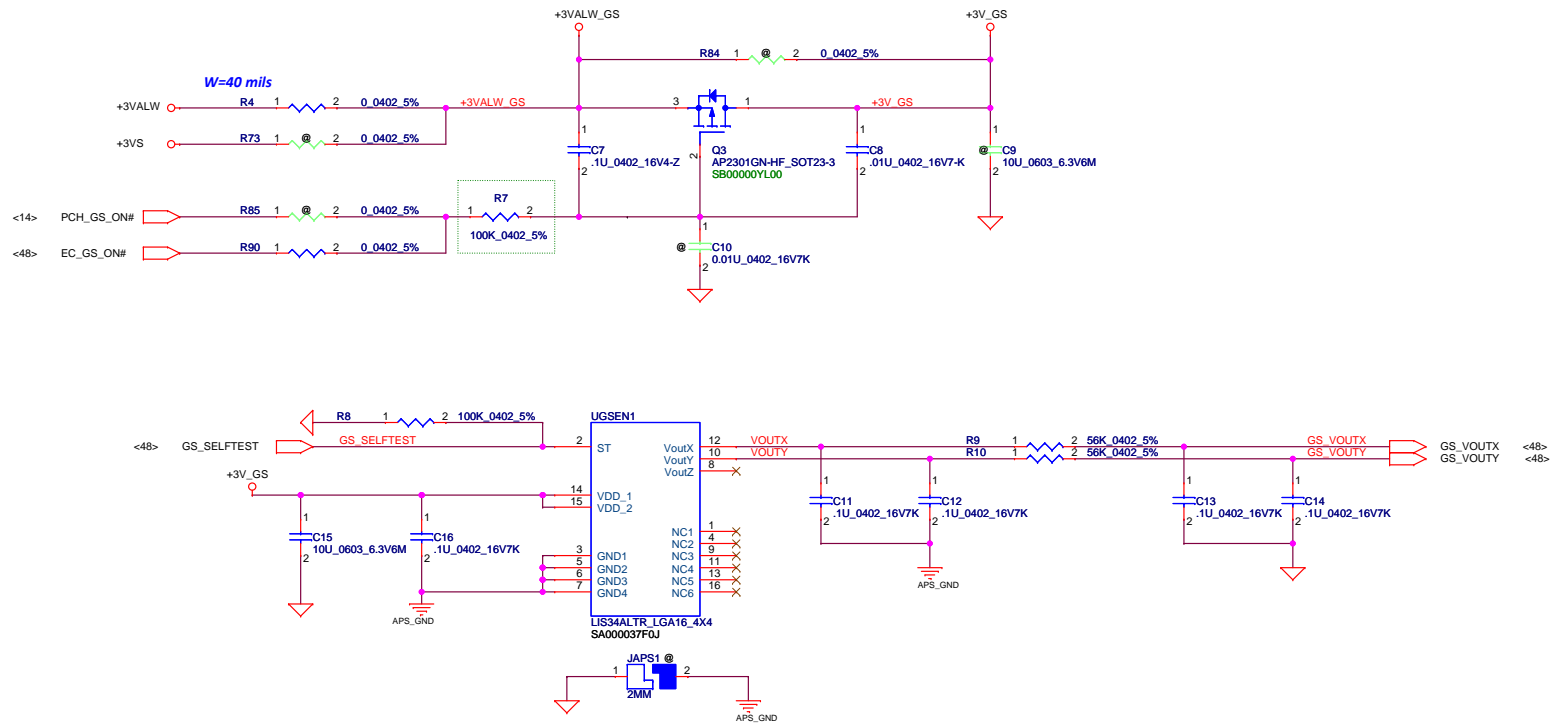 +3VALW_GS +3V_GS
R84 1 @ 2 0_0402_5%
W=40 mils
+3VALW R4 1 2 0_0402_5% +3VALW_GS 3 1 +3V_GS
+3VS R73 1 @ 2 0_0402_5%
1 C7 .1U_0402_16V4-Z 2
2 Q3
AP2301GN-HF_SOT23-3
SB00000YL00
1 C8 .01U_0402_16V7-K 2
1 @ C9 10U_0603_6.3V6M 2
R7
<14> PCH_GS_ON# R85 1 @ 2 0_0402_5% 1 2
100K_0402_5%
<48> EC_GS_ON# R90 1 2 0_0402_5%
1 @ C10 0.01U_0402_16V7K 2
R8 1 2 100K_0402_5% UGSEN1
<48> GS_SELFTEST GS_SELFTEST 2 ST
VoutX 12 VOUTX R9 1 2 56K_0402_5% GS_VOUTX GS_VOUTX <48>
VoutY 10 VOUTY R10 1 2 56K_0402_5% GS_VOUTY GS_VOUTY <48>
VoutZ 8
+3V_GS
14 VDD_1
15 VDD_2
1 C15 10U_0603_6.3V6M 2
1 C16 .1U_0402_16V7K 2
1 C11 .1U_0402_16V7K 2
1 C12 .1U_0402_16V7K 2
1 C13 .1U_0402_16V7K 2
1 C14 .1U_0402_16V7K 2
NC1 1
NC2 4
NC3 9
NC4 11
NC5 13
NC6 16
3 GND1
5 GND2
6 GND3
7 GND4
APS_GND
APS_GND
LIS34ALTR_LGA16_4X4
SA000037F0J
JAPS1 @
1 2
2MM
APS_GND